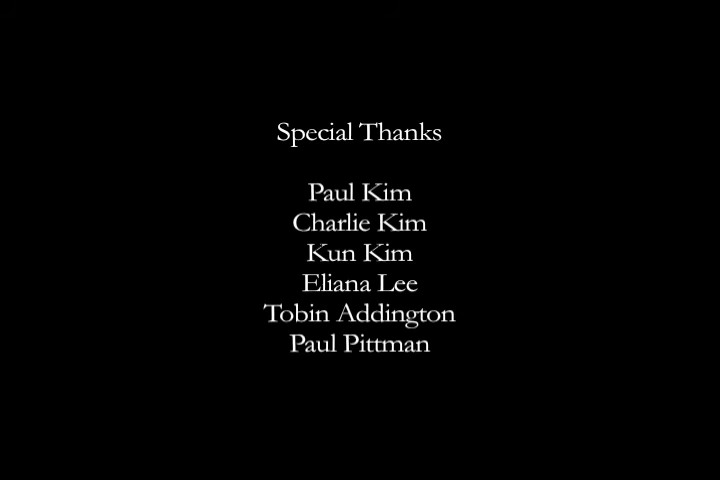 Special Thanks
Paul Kim
Charlie Kim
Kun Kim
Eliana Lee
Tobin Addington
Paul Pittman